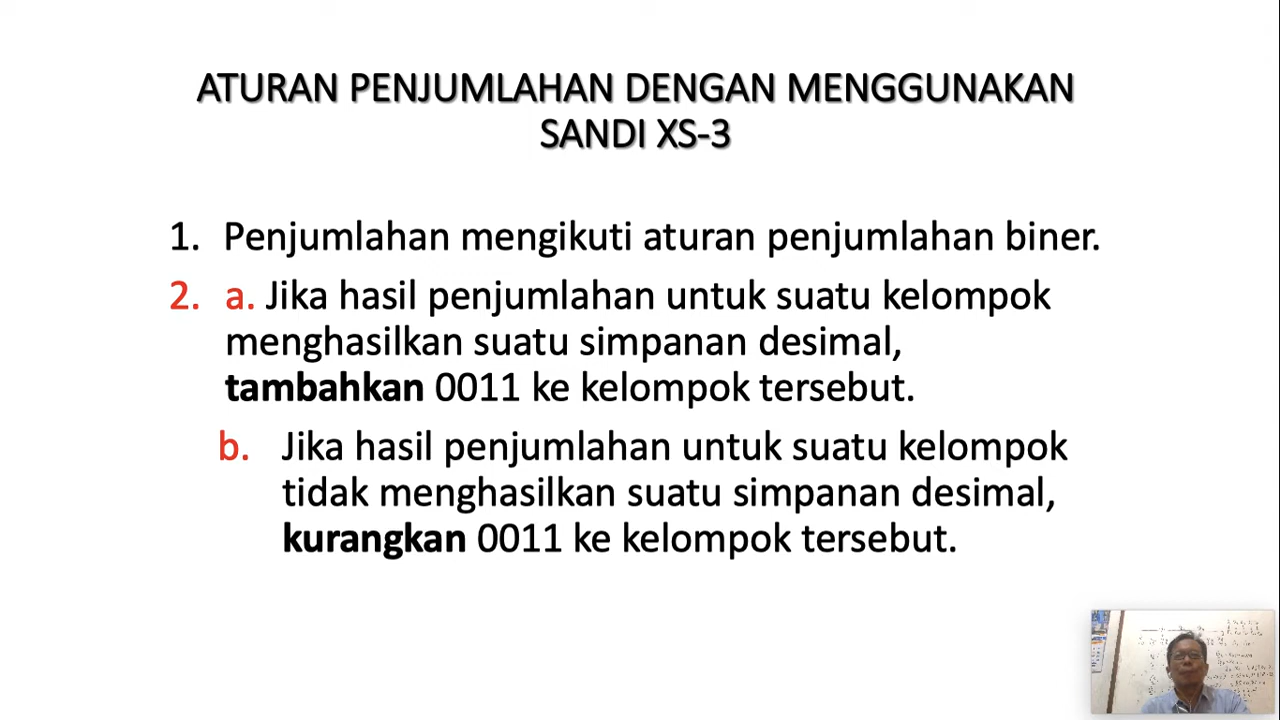 ATURAN PENJUMLAHAN DENGAN MENGGUNAKAN
SANDI XS-3
1. Penjumlahan mengikuti aturan penjumlahan biner.
2. a. Jika hasil penjumlahan untuk suatu kelompok
menghasilkan suatu simpanan desimal,
tambahkan 0011 ke kelompok tersebut.
b. Jika hasil penjumlahan untuk suatu kelompok
tidak menghasilkan suatu simpanan desimal,
kurangkan 0011 ke kelompok tersebut.